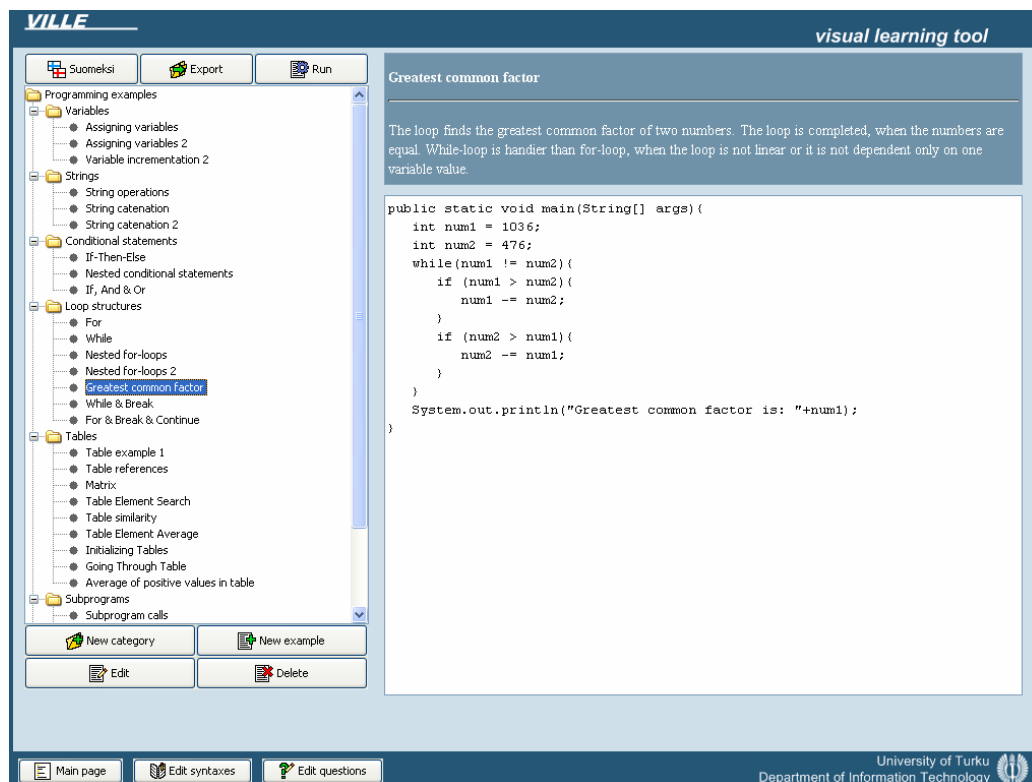 VILLE
visual learning tool
Suomeksi
Export
Run
Programming examples
Variables
Assigning variables
Assigning variables 2
Variable incrementation 2
Strings
String operations
String catenation
String catenation 2
Conditional statements
If-Then-Else
Nested conditional statements
If, And & Or
Loop structures
For
While
Nested for-loops
Nested for-loops 2
Greatest common factor
While & Break
For & Break & Continue
Tables
Table example 1
Table references
Matrix
Table Element Search
Table similarity
Table Element Average
Initializing Tables
Going Through Table
Average of positive values in table
Subprograms
Subprogram calls
New category
New example
Edit
Delete
Greatest common factor
The loop finds the greatest common factor of two numbers. The loop is completed, when the numbers are
equal. While-loop is handier than for-loop, when the loop is not linear or it is not dependent only on one
variable value.
public static void main(String[] args){
   int num1 = 1036;
   int num2 = 476;
   while(num1 != num2){
      if (num1 > num2){
         num1 -= num2;
      }
      if (num2 > num1){
         num2 -= num1;
      }
   }
   System.out.println("Greatest common factor is: "+num1);
}
Main page
Edit syntaxes
Edit questions
University of Turku
Department of Information Technology